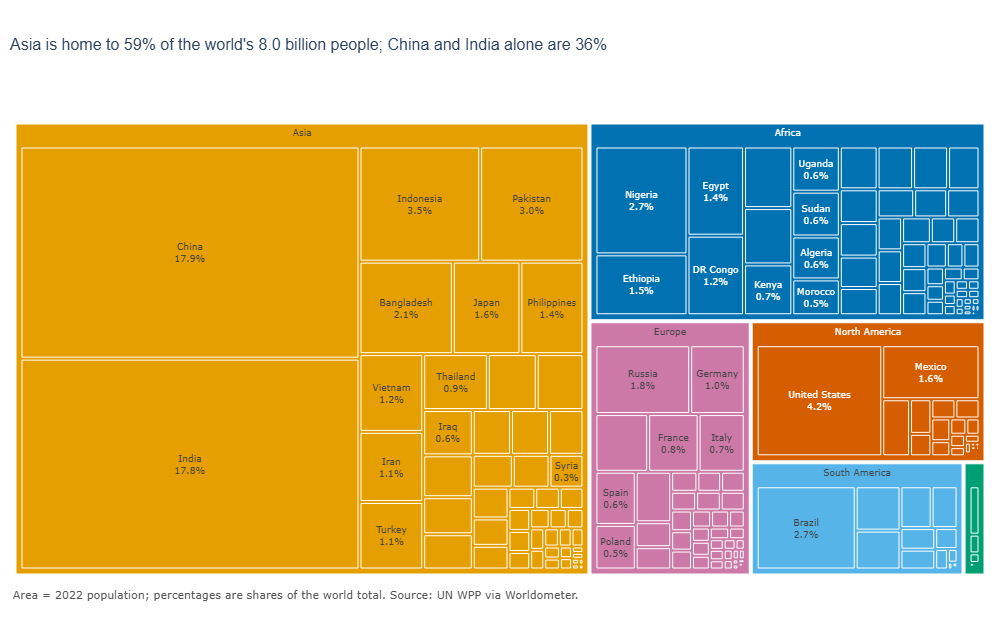 Asia is home to 59% of the world's 8.0 billion people; China and India alone are 36%
Asia
China
17.9%
India
17.8%
Indonesia
3.5%
Pakistan
3.0%
Bangladesh
2.1%
Japan
1.6%
Philippines
1.4%
Vietnam
1.2%
Iran
1.1%
Turkey
1.1%
Thailand
0.9%
Iraq
0.6%
Syria
0.3%
Africa
Nigeria
2.7%
Ethiopia
1.5%
Egypt
1.4%
DR Congo
1.2%
Kenya
0.7%
Uganda
0.6%
Sudan
0.6%
Algeria
0.6%
Morocco
0.5%
Europe
Russia
1.8%
Germany
1.0%
France
0.8%
Italy
0.7%
Spain
0.6%
Poland
0.5%
North America
United States
4.2%
Mexico
1.6%
South America
Brazil
2.7%
Area = 2022 population; percentages are shares of the world total. Source: UN WPP via Worldometer.